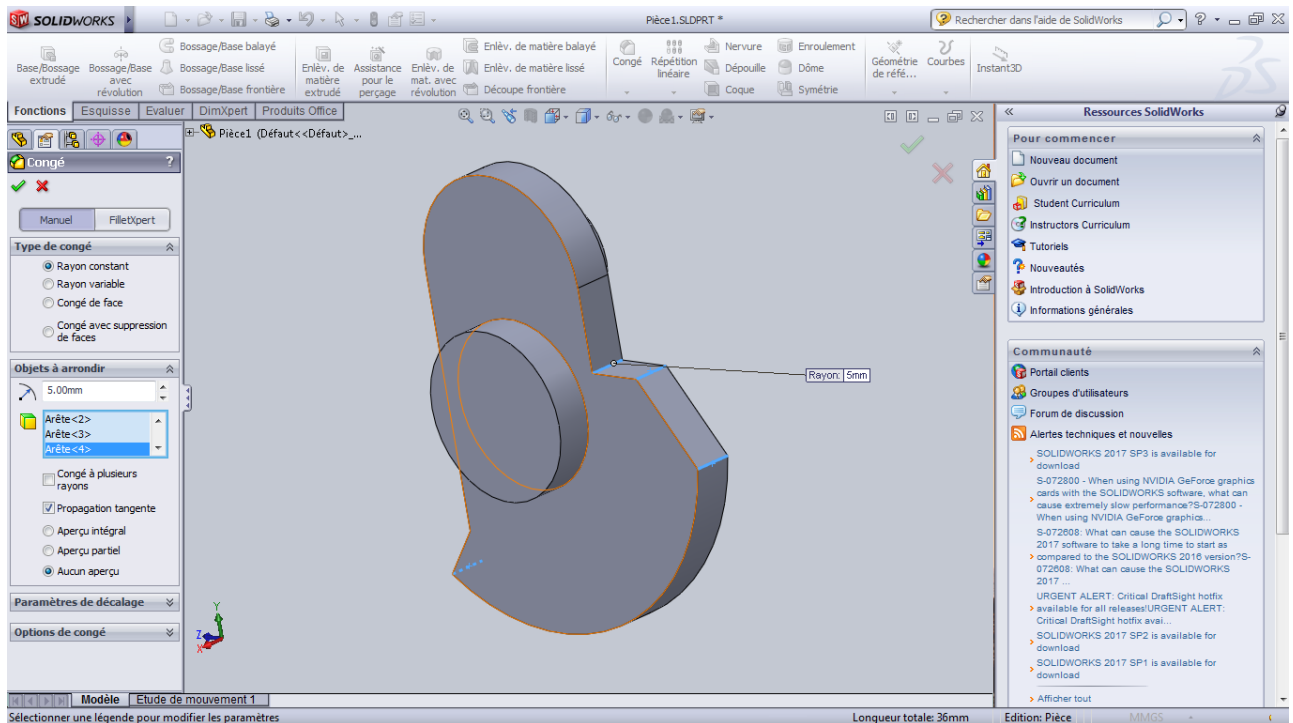 SOLIDWORKS
Pièce1.SLDPRT *
Rechercher dans l'aide de SolidWorks
Base/Bossage extrudé
Bossage/Base avec révolution
Bossage/Base balayé
Bossage/Base lissé
Bossage/Base frontière
Enlèv. de matière extrudé
Assistance pour le perçage
Enlèv. de mat. avec révolution
Enlèv. de matière balayé
Enlèv. de matière lissé
Découpe frontière
Congé
Répétition linéaire
Nervure
Dépouille
Coque
Enroulement
Dôme
Symétrie
Géométrie de réfé...
Courbes
Instant3D
Fonctions
Esquisse
Evaluer
DimXpert
Produits Office
Pièce1 (Défaut<<Défaut>_...
Congé
?
Manuel
FilletXpert
Type de congé
Rayon constant
Rayon variable
Congé de face
Congé avec suppression
de faces
Objets à arrondir
5.00mm
Arête<2>
Arête<3>
Arête<4>
Congé à plusieurs
rayons
Propagation tangente
Aperçu intégral
Aperçu partiel
Aucun aperçu
Paramètres de décalage
Options de congé
Rayon: 5mm
Y
Z
X
Ressources SolidWorks
Pour commencer
Nouveau document
Ouvrir un document
Student Curriculum
Instructors Curriculum
Tutoriels
Nouveautés
Introduction à SolidWorks
Informations générales
Communauté
Portail clients
Groupes d'utilisateurs
Forum de discussion
Alertes techniques et nouvelles
SOLIDWORKS 2017 SP3 is available for
download
S-072800 - When using NVIDIA GeForce graphics
cards with the SOLIDWORKS software, what can
cause extremely slow performance?S-072800 -
When using NVIDIA GeForce graphics...
S-072608: What can cause the SOLIDWORKS
2017 software to take a long time to start as
compared to the SOLIDWORKS 2016 version?S-
072608: What can cause the SOLIDWORKS
2017 ...
URGENT ALERT: Critical DraftSight hotfix
available for all releases!URGENT ALERT:
Critical DraftSight hotfix avai...
SOLIDWORKS 2017 SP2 is available for
download
SOLIDWORKS 2017 SP1 is available for
download
Afficher tout
Modèle
Etude de mouvement 1
Sélectionner une légende pour modifier les paramètres
Longueur totale: 36mm
Edition: Pièce
MMGS